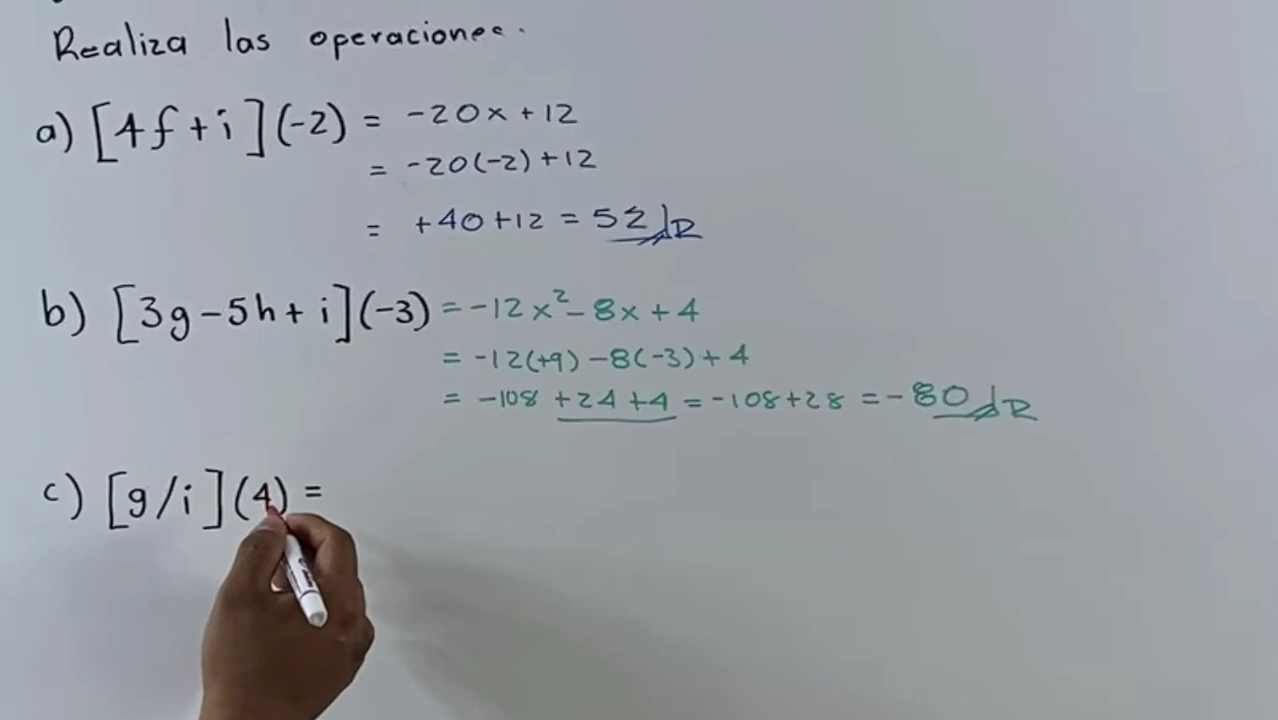 Realiza las operaciones.
a) [4f+i](-2) = -20x+12
= -20(-2)+12
= +40+12 = 52 R
b) [3g-5h+i](-3) = -12x²-8x+4
= -12(+9)-8(-3)+4
= -108+24+4 = -108+28 = -80 R
c) [g/i](4) =